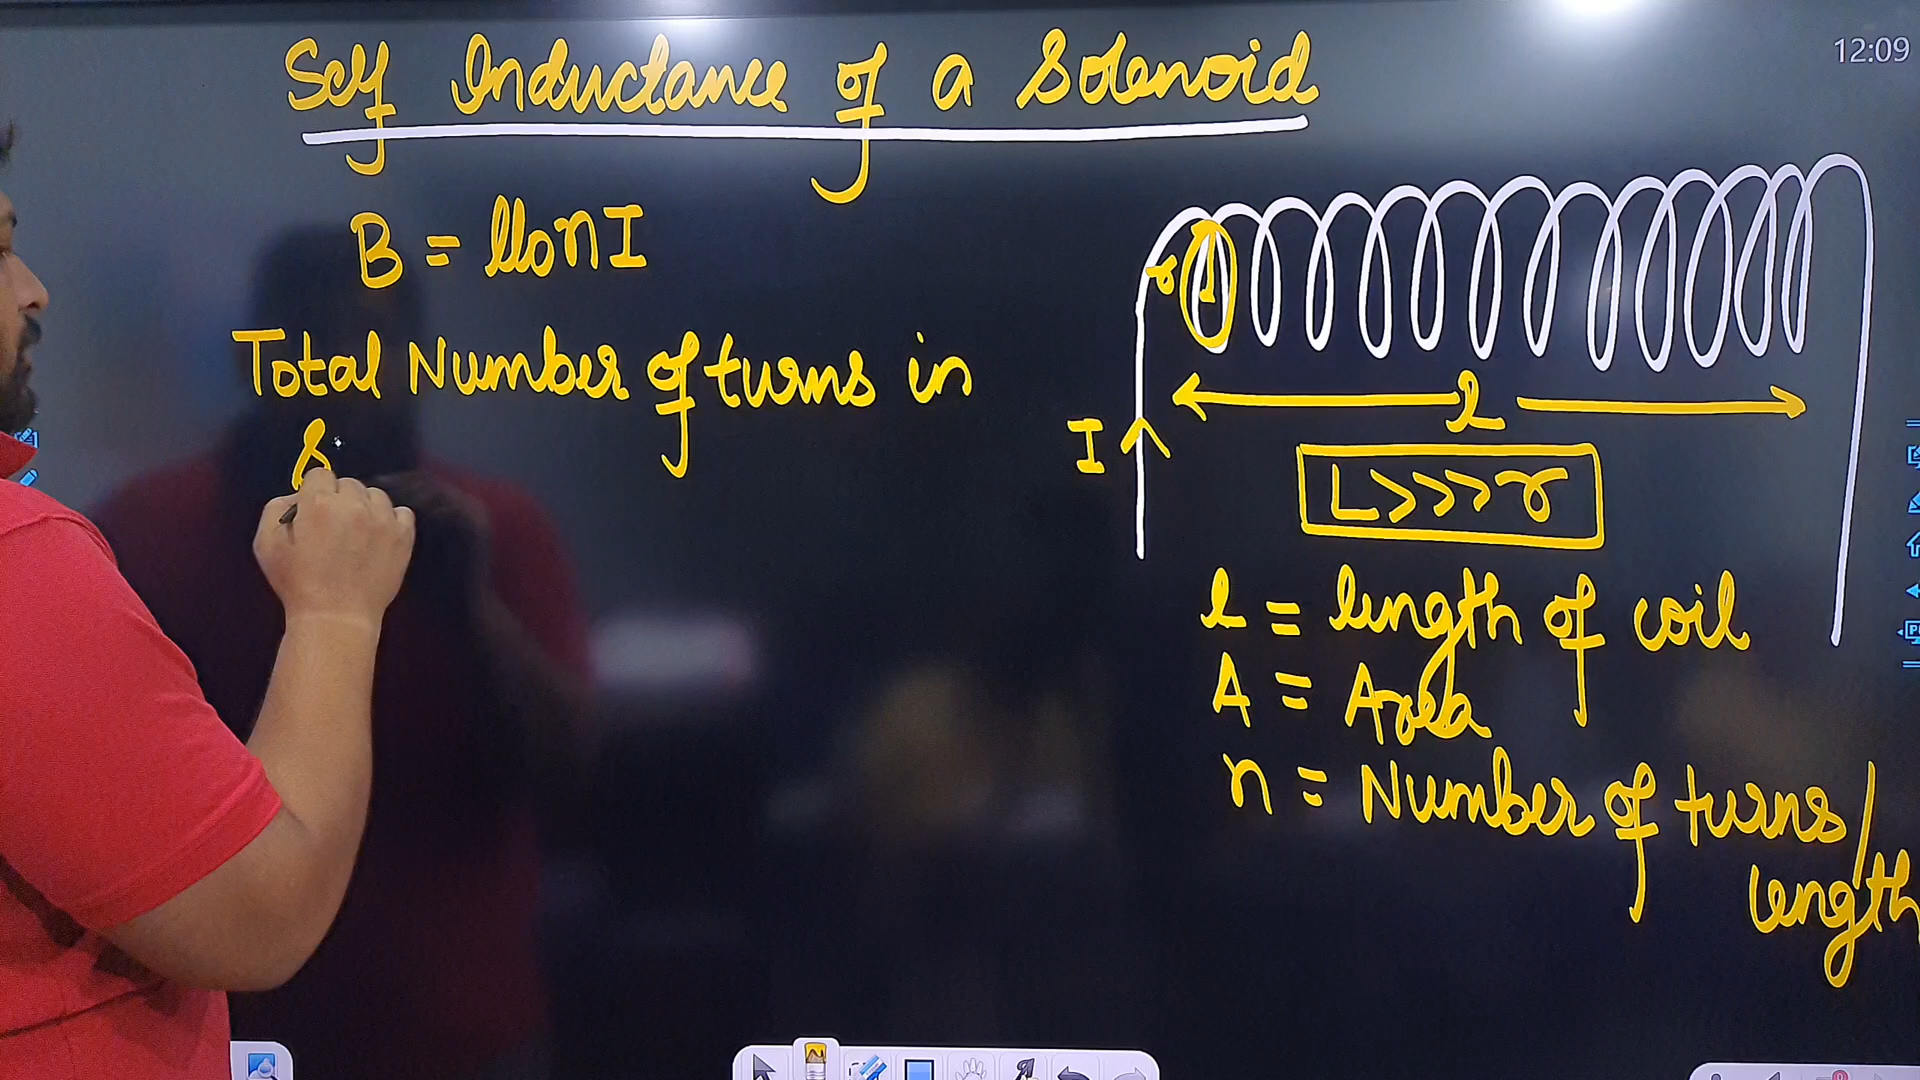 Self Inductance of a Solenoid
12:09
B = μ₀nI
Total Number of turns in
S
r
l
I
L>>>r
l = length of coil
A = Area
n = Number of turns/
length